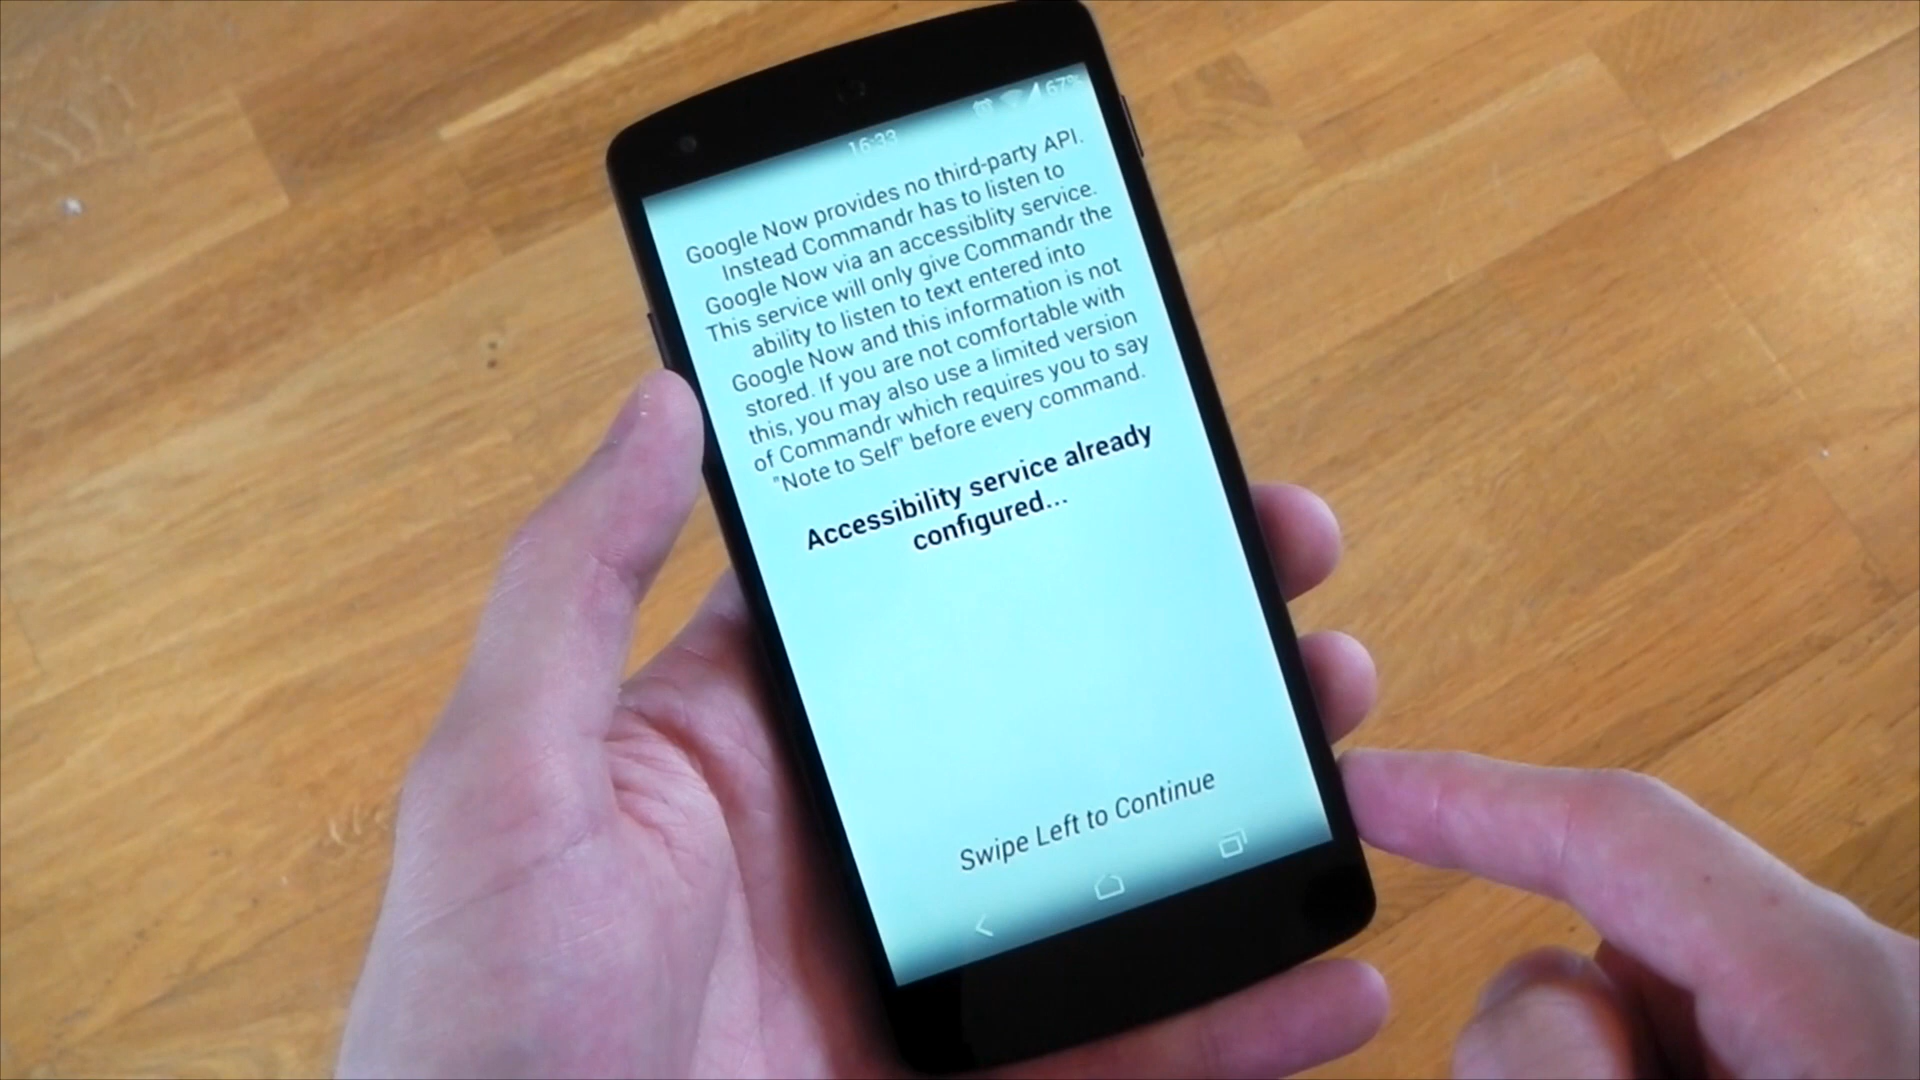 16:33 67%
Google Now provides no third-party API.
Instead Commandr has to listen to
Google Now via an accessiblity service.
This service will only give Commandr the
ability to listen to text entered into
Google Now and this information is not
stored. If you are not comfortable with
this, you may also use a limited version
of Commandr which requires you to say
"Note to Self" before every command.
Accessibility service already
configured...
Swipe Left to Continue